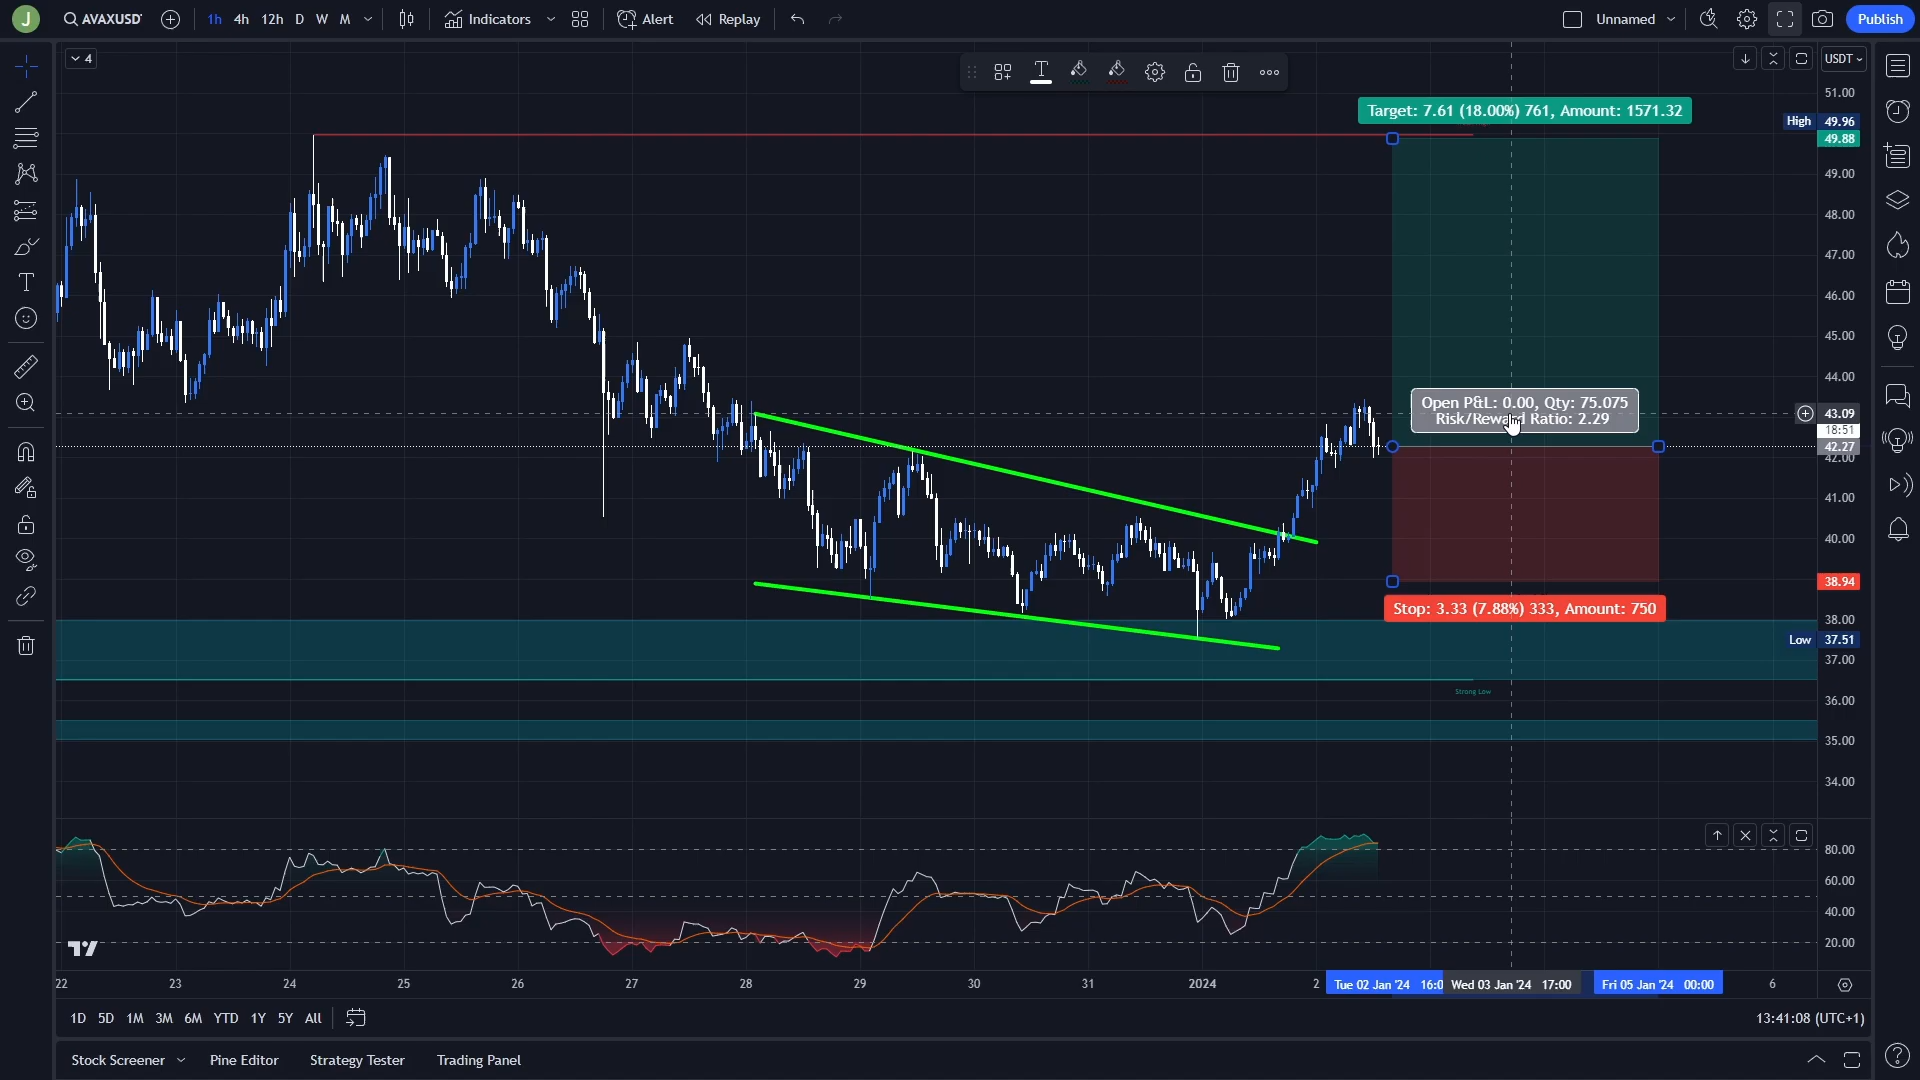 J AVAXUSDT 1h 4h 12h D W M Indicators Alert Replay Unnamed Publish
4
USDT
51.00
Target: 7.61 (18.00%) 761, Amount: 1571.32
High 49.96
49.88
49.00
48.00
47.00
46.00
45.00
44.00
Open P&L: 0.00, Qty: 75.075
Risk/Reward Ratio: 2.29
43.09
18:51
42.27
42.00
41.00
40.00
38.94
Stop: 3.33 (7.88%) 333, Amount: 750
38.00
Low 37.51
37.00
Strong Low
36.00
35.00
34.00
80.00
60.00
40.00
20.00
22 23 24 25 26 27 28 29 30 31 2024 2 Tue 02 Jan '24 16:0 Wed 03 Jan '24 17:00 Fri 05 Jan '24 00:00 6
1D 5D 1M 3M 6M YTD 1Y 5Y All 13:41:08 (UTC+1)
Stock Screener Pine Editor Strategy Tester Trading Panel